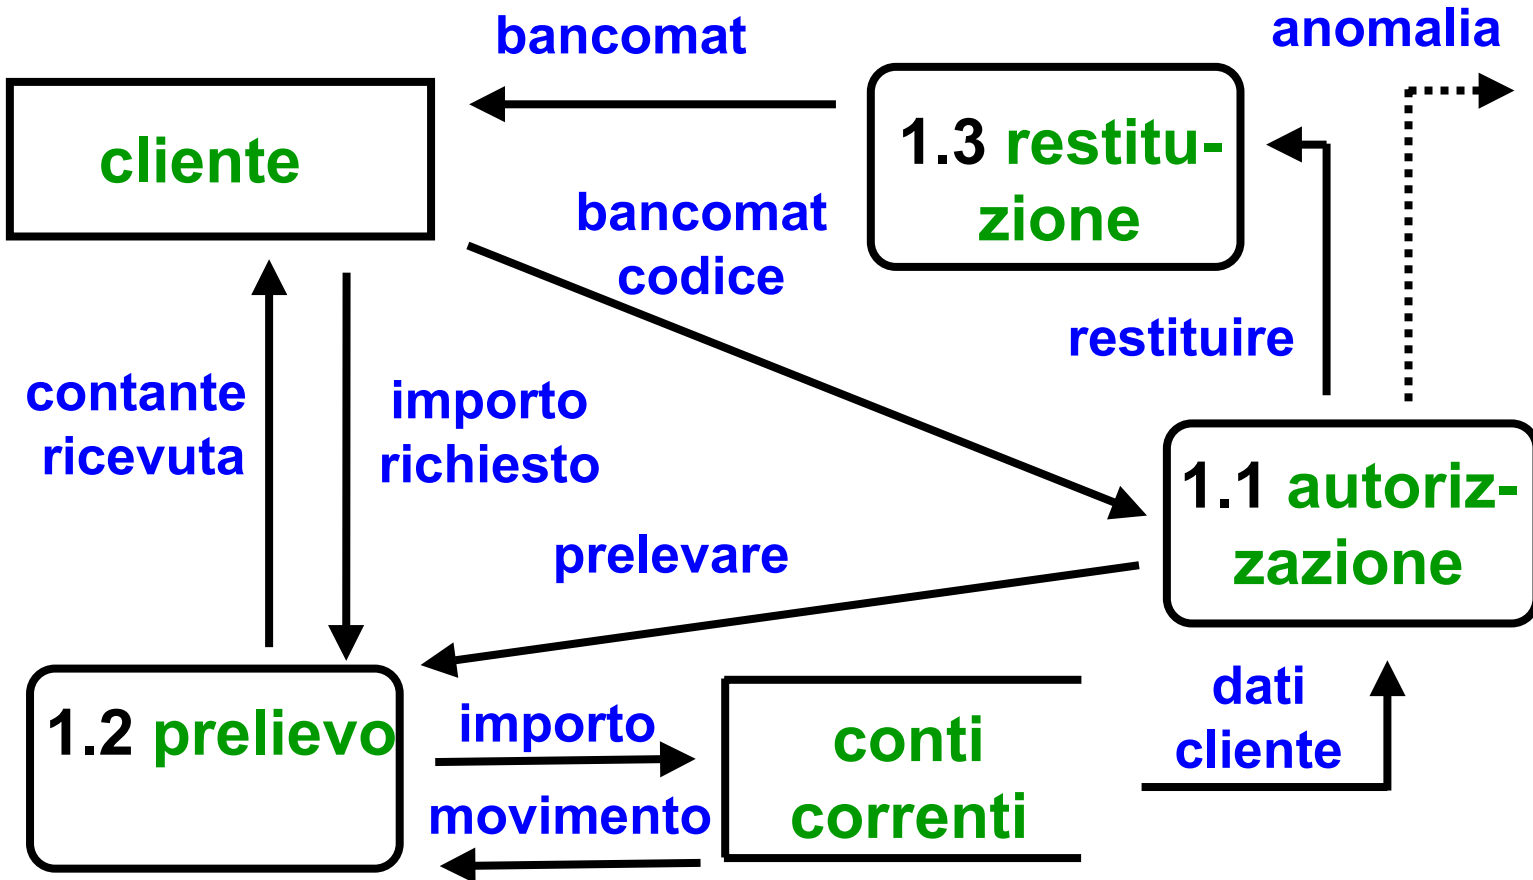 bancomat
anomalia
cliente
1.3 restitu-
zione
bancomat
codice
restituire
contante
ricevuta
importo
richiesto
1.1 autoriz-
zazione
prelevare
1.2 prelievo
importo
movimento
conti
correnti
dati
cliente